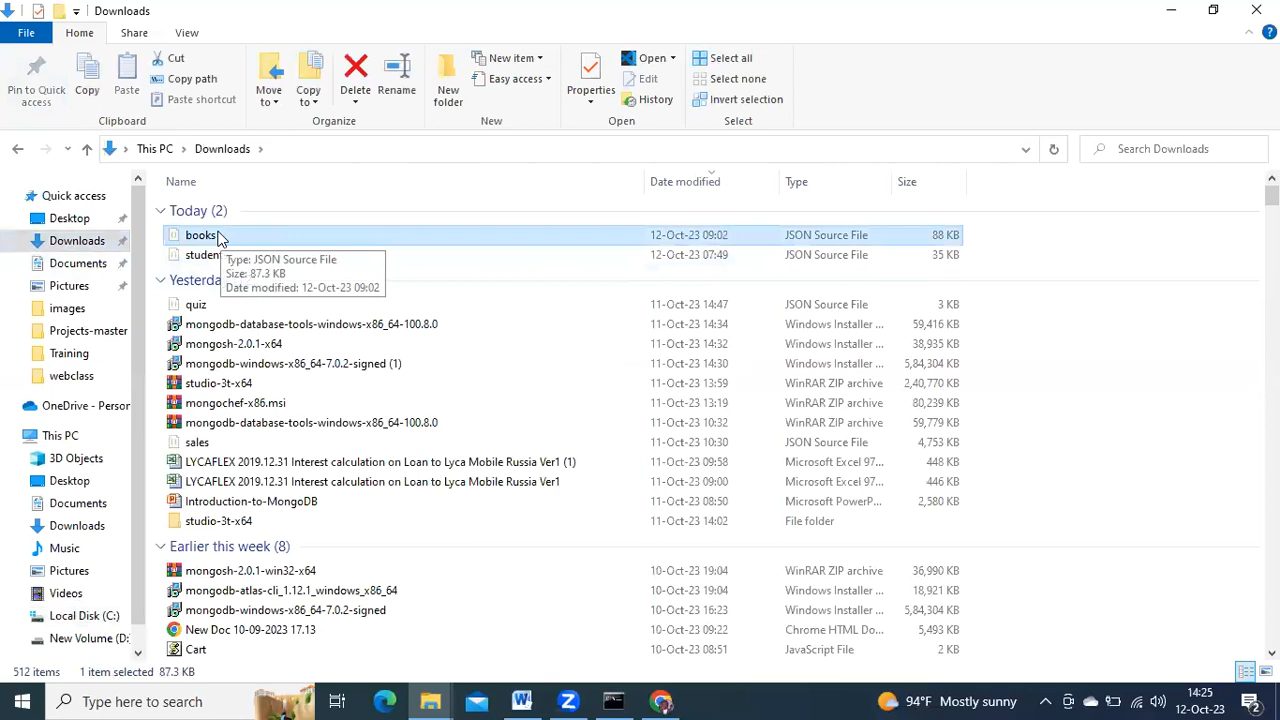 Downloads
File Home Share View
Pin to Quick access
Copy
Paste
Cut
Copy path
Paste shortcut
Clipboard
Move to
Copy to
Delete
Rename
Organize
New folder
New item
Easy access
New
Properties
Open
Edit
History
Open
Select all
Select none
Invert selection
Select
This PC Downloads
Search Downloads
Name Date modified Type Size
Quick access
Desktop
Downloads
Documents
Pictures
images
Projects-master
Training
webclass
OneDrive - Person
This PC
3D Objects
Desktop
Documents
Downloads
Music
Pictures
Videos
Local Disk (C:)
New Volume (D:
Today (2)
books 12-Oct-23 09:02 JSON Source File 88 KB
studen 12-Oct-23 07:49 JSON Source File 35 KB
Type: JSON Source File
Size: 87.3 KB
Date modified: 12-Oct-23 09:02
Yesterda
quiz 11-Oct-23 14:47 JSON Source File 3 KB
mongodb-database-tools-windows-x86_64-100.8.0 11-Oct-23 14:34 Windows Installer ... 59,416 KB
mongosh-2.0.1-x64 11-Oct-23 14:32 Windows Installer ... 38,935 KB
mongodb-windows-x86_64-7.0.2-signed (1) 11-Oct-23 14:30 Windows Installer ... 5,84,304 KB
studio-3t-x64 11-Oct-23 13:59 WinRAR ZIP archive 2,40,770 KB
mongochef-x86.msi 11-Oct-23 13:19 WinRAR ZIP archive 80,239 KB
mongodb-database-tools-windows-x86_64-100.8.0 11-Oct-23 10:32 WinRAR ZIP archive 59,779 KB
sales 11-Oct-23 10:30 JSON Source File 4,753 KB
LYCAFLEX 2019.12.31 Interest calculation on Loan to Lyca Mobile Russia Ver1 (1) 11-Oct-23 09:58 Microsoft Excel 97... 448 KB
LYCAFLEX 2019.12.31 Interest calculation on Loan to Lyca Mobile Russia Ver1 11-Oct-23 09:00 Microsoft Excel 97... 446 KB
Introduction-to-MongoDB 11-Oct-23 08:50 Microsoft PowerP... 2,580 KB
studio-3t-x64 11-Oct-23 14:02 File folder
Earlier this week (8)
mongosh-2.0.1-win32-x64 10-Oct-23 19:04 WinRAR ZIP archive 36,990 KB
mongodb-atlas-cli_1.12.1_windows_x86_64 10-Oct-23 19:04 Windows Installer ... 18,921 KB
mongodb-windows-x86_64-7.0.2-signed 10-Oct-23 16:23 Windows Installer ... 5,84,304 KB
New Doc 10-09-2023 17.13 10-Oct-23 09:22 Chrome HTML Do... 5,493 KB
Cart 10-Oct-23 08:51 JavaScript File 2 KB
512 items 1 item selected 87.3 KB
Type here to search
94°F Mostly sunny
14:25
12-Oct-23
2